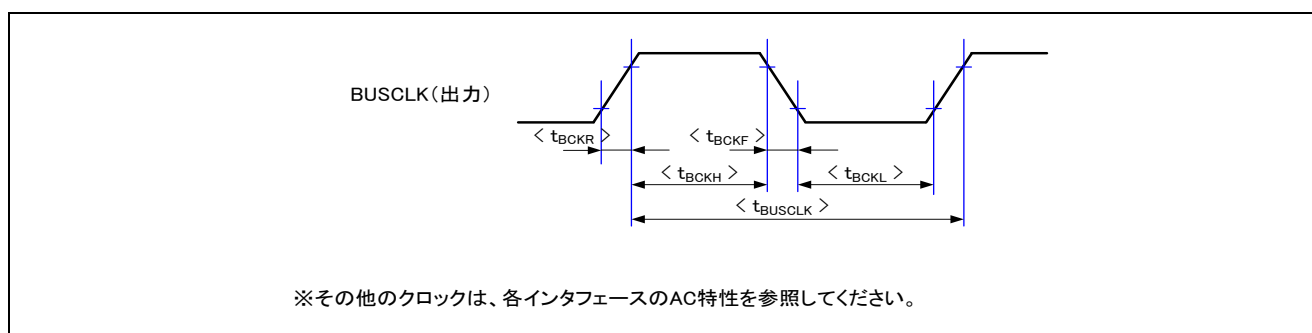 BUSCLK(出力)
< tBCKR >
< tBCKF >
< tBCKH >
< tBCKL >
< tBUSCLK >
※その他のクロックは、各インタフェースのAC特性を参照してください。